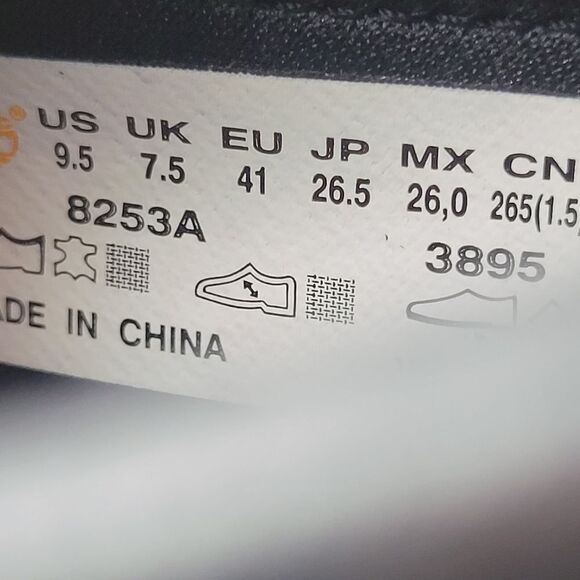 US UK EU JP MX CN
9.5 7.5 41 26.5 26,0 265(1.5)
8253A 3895
MADE IN CHINA